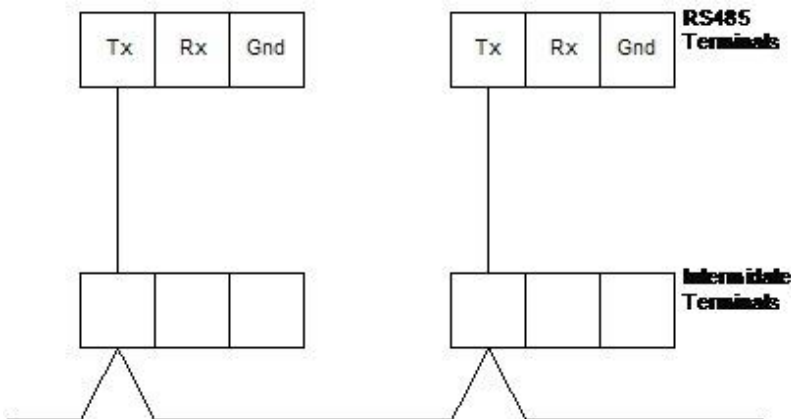 Tx Rx Gnd Tx Rx Gnd
RS485
Terminals
Intermidate
Terminals